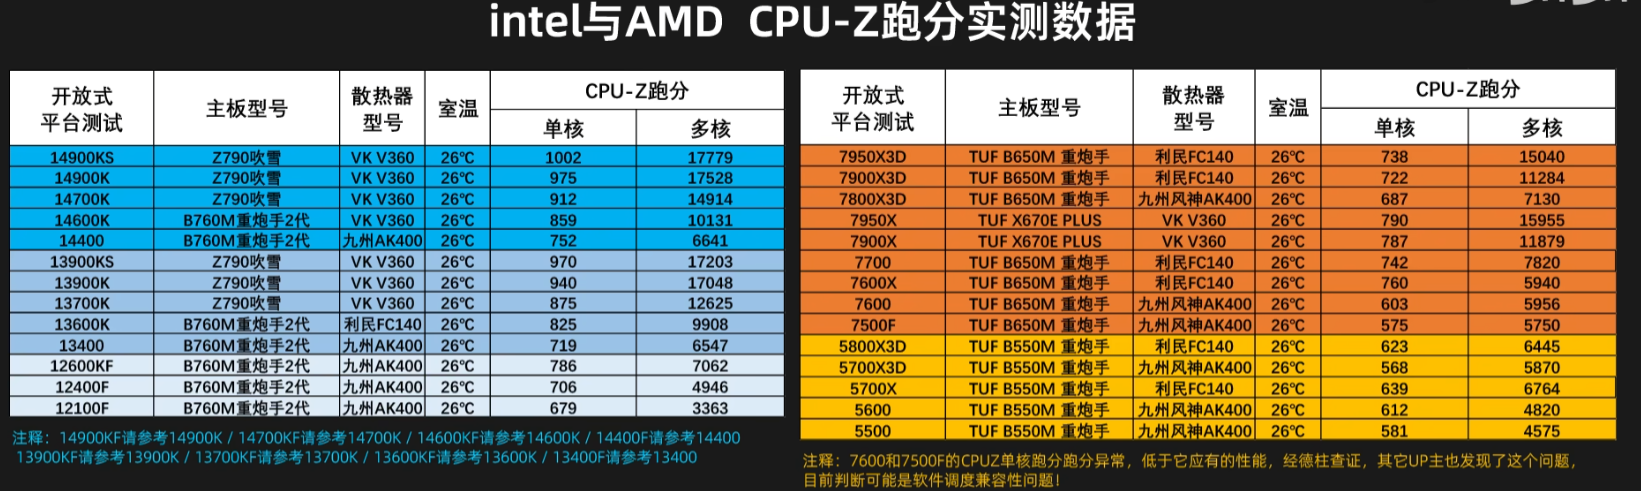 intel与AMD CPU-Z跑分实测数据
开放式平台测试 主板型号 散热器型号 室温 CPU-Z跑分 单核 多核
14900KS Z790吹雪 VK V360 26℃ 1002 17779
14900K Z790吹雪 VK V360 26℃ 975 17528
14700K Z790吹雪 VK V360 26℃ 912 14914
14600K B760M重炮手2代 VK V360 26℃ 859 10131
14400 B760M重炮手2代 九州AK400 26℃ 752 6641
13900KS Z790吹雪 VK V360 26℃ 970 17203
13900K Z790吹雪 VK V360 26℃ 940 17048
13700K Z790吹雪 VK V360 26℃ 875 12625
13600K B760M重炮手2代 利民FC140 26℃ 825 9908
13400 B760M重炮手2代 九州AK400 26℃ 719 6547
12600KF B760M重炮手2代 九州AK400 26℃ 786 7062
12400F B760M重炮手2代 九州AK400 26℃ 706 4946
12100F B760M重炮手2代 九州AK400 26℃ 679 3363
注释：14900KF请参考14900K / 14700KF请参考14700K / 14600KF请参考14600K / 14400F请参考14400
13900KF请参考13900K / 13700KF请参考13700K / 13600KF请参考13600K / 13400F请参考13400
开放式平台测试 主板型号 散热器型号 室温 CPU-Z跑分 单核 多核
7950X3D TUF B650M 重炮手 利民FC140 26℃ 738 15040
7900X3D TUF B650M 重炮手 利民FC140 26℃ 722 11284
7800X3D TUF B650M 重炮手 九州风神AK400 26℃ 687 7130
7950X TUF X670E PLUS VK V360 26℃ 790 15955
7900X TUF X670E PLUS VK V360 26℃ 787 11879
7700 TUF B650M 重炮手 利民FC140 26℃ 742 7820
7600X TUF B650M 重炮手 利民FC140 26℃ 760 5940
7600 TUF B650M 重炮手 九州风神AK400 26℃ 603 5956
7500F TUF B650M 重炮手 九州风神AK400 26℃ 575 5750
5800X3D TUF B550M 重炮手 利民FC140 26℃ 623 6445
5700X3D TUF B550M 重炮手 九州风神AK400 26℃ 568 5870
5700X TUF B550M 重炮手 利民FC140 26℃ 639 6764
5600 TUF B550M 重炮手 九州风神AK400 26℃ 612 4820
5500 TUF B550M 重炮手 九州风神AK400 26℃ 581 4575
注释：7600和7500F的CPUZ单核跑分跑分异常，低于它应有的性能，经德柱查证，其它UP主也发现了这个问题，
目前判断可能是软件调度兼容性问题！